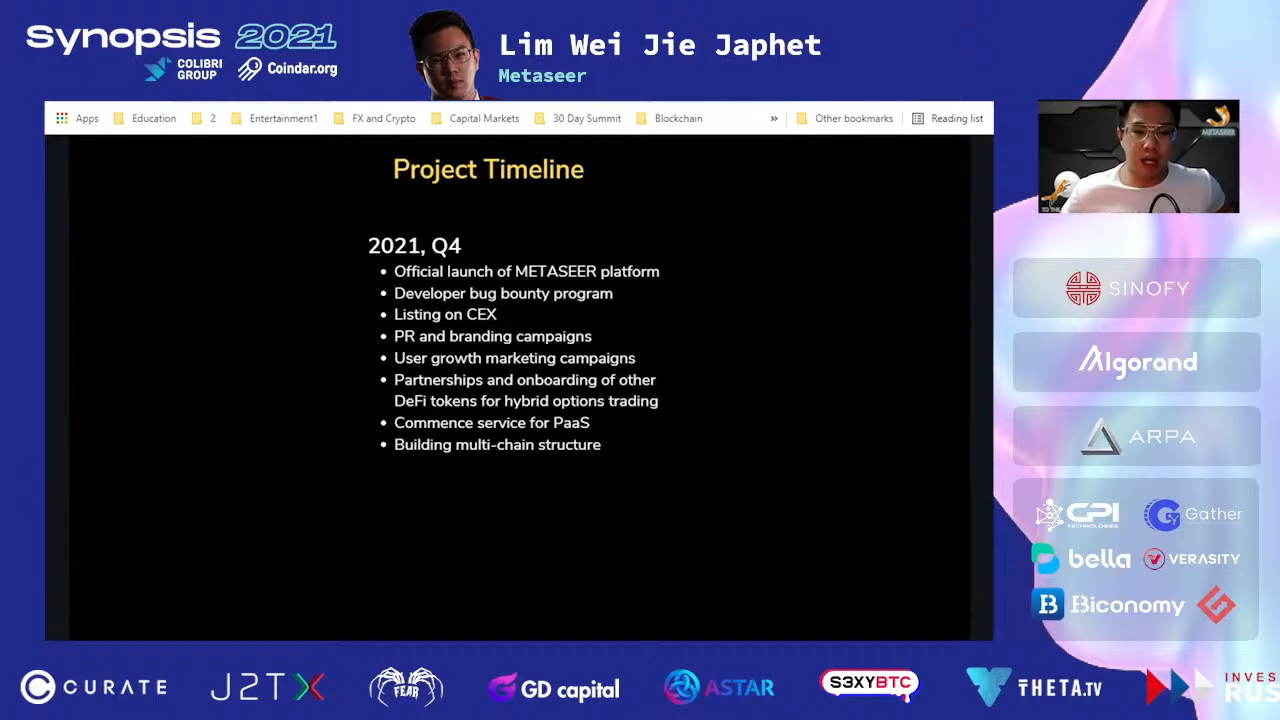 Synopsis 2021
COLIBRI
GROUP
Coindar.org
Lim Wei Jie Japhet
Metaseer
Apps
Education
2
Entertainment1
FX and Crypto
Capital Markets
30 Day Summit
Blockchain
»
Other bookmarks
Reading list
Project Timeline
2021, Q4
• Official launch of METASEER platform
• Developer bug bounty program
• Listing on CEX
• PR and branding campaigns
• User growth marketing campaigns
• Partnerships and onboarding of other
DeFi tokens for hybrid options trading
• Commence service for PaaS
• Building multi-chain structure
METASEER
SINOFY
Algorand
ARPA
CPI
TECHNOLOGIES
Gather
bella
VERASITY
Biconomy
CURATE
J2TX
FEAR
GD capital
ASTAR
S3XYBTC
THETA.TV
INVES
RUS